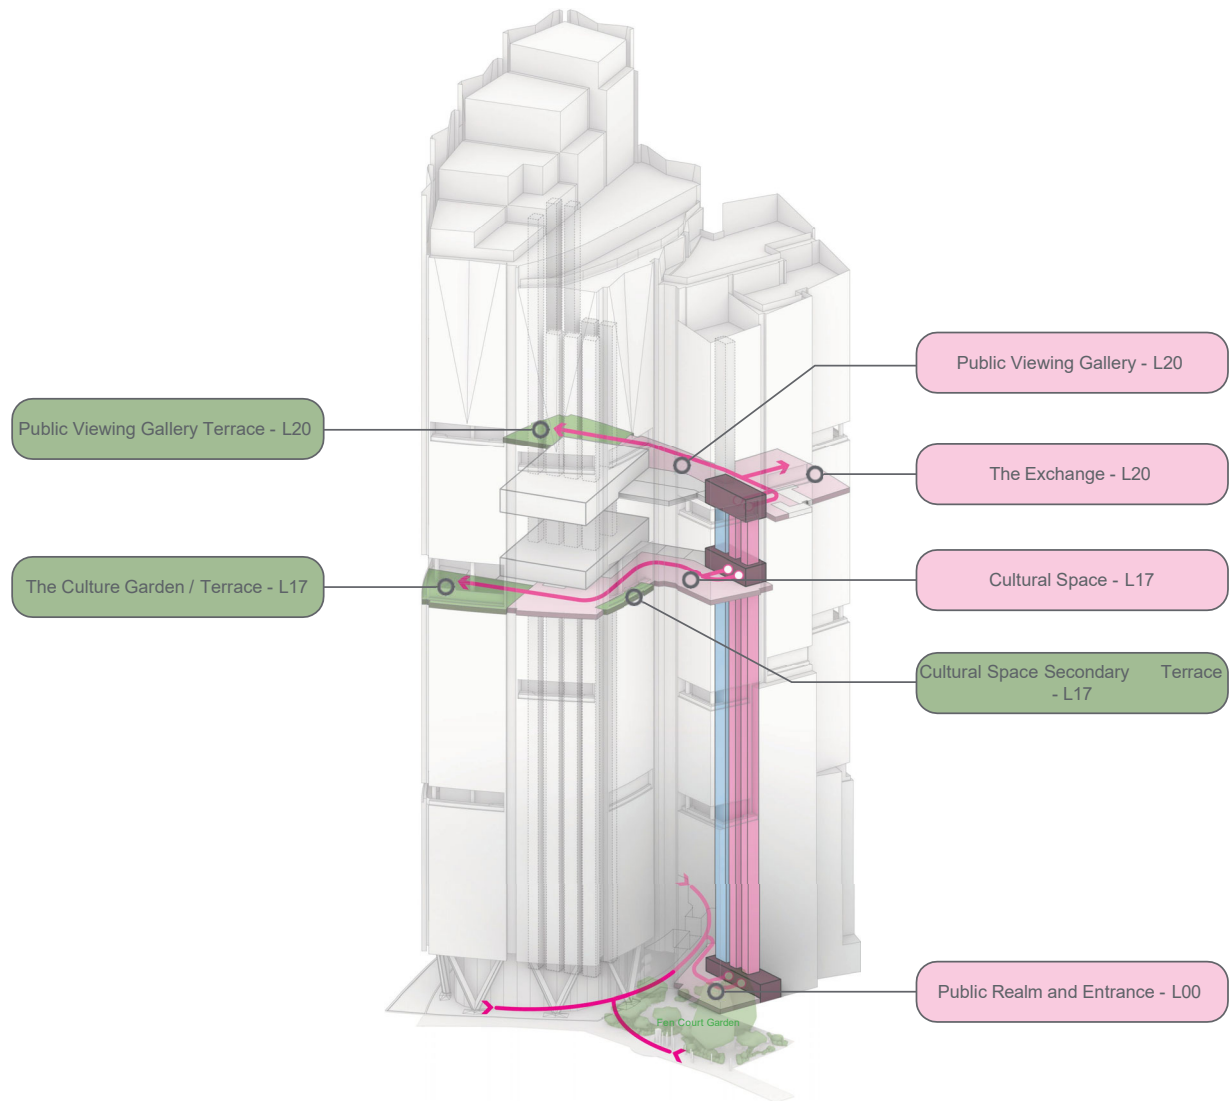 Public Viewing Gallery - L20
Public Viewing Gallery Terrace - L20
The Exchange - L20
Cultural Space - L17
The Culture Garden / Terrace - L17
Cultural Space Secondary Terrace
- L17
Public Realm and Entrance - L00
Fen Court Garden